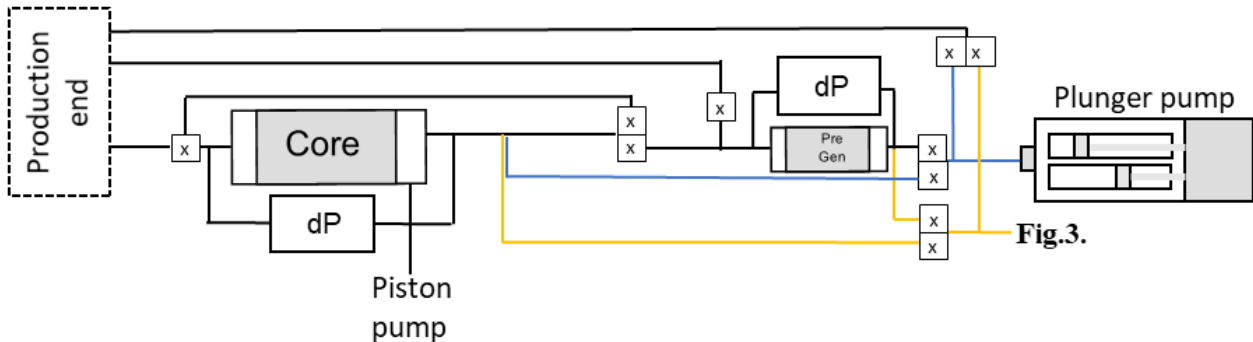 Production
end
x
x
x
x
Core
dP
Piston
pump
x
x
dP
Pre
Gen
x
x
x
x
Plunger pump
Fig.3.